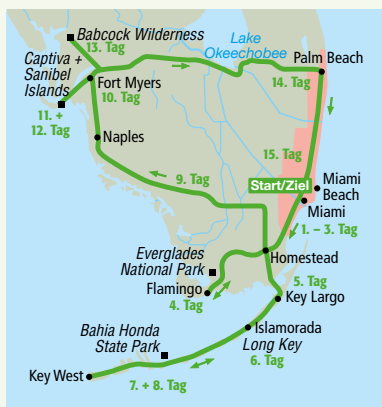 Babcock Wilderness
13. Tag
Lake
Okeechobee
Palm Beach
14. Tag
Captiva +
Sanibel
Islands
Fort Myers
10. Tag
11. +
12. Tag
Naples
15. Tag
9. Tag
Start/Ziel
Miami
Beach
Miami
1. – 3. Tag
Everglades
National Park
Homestead
Flamingo
4. Tag
5. Tag
Key Largo
Bahia Honda
State Park
Islamorada
Long Key
6. Tag
Key West
7. + 8. Tag